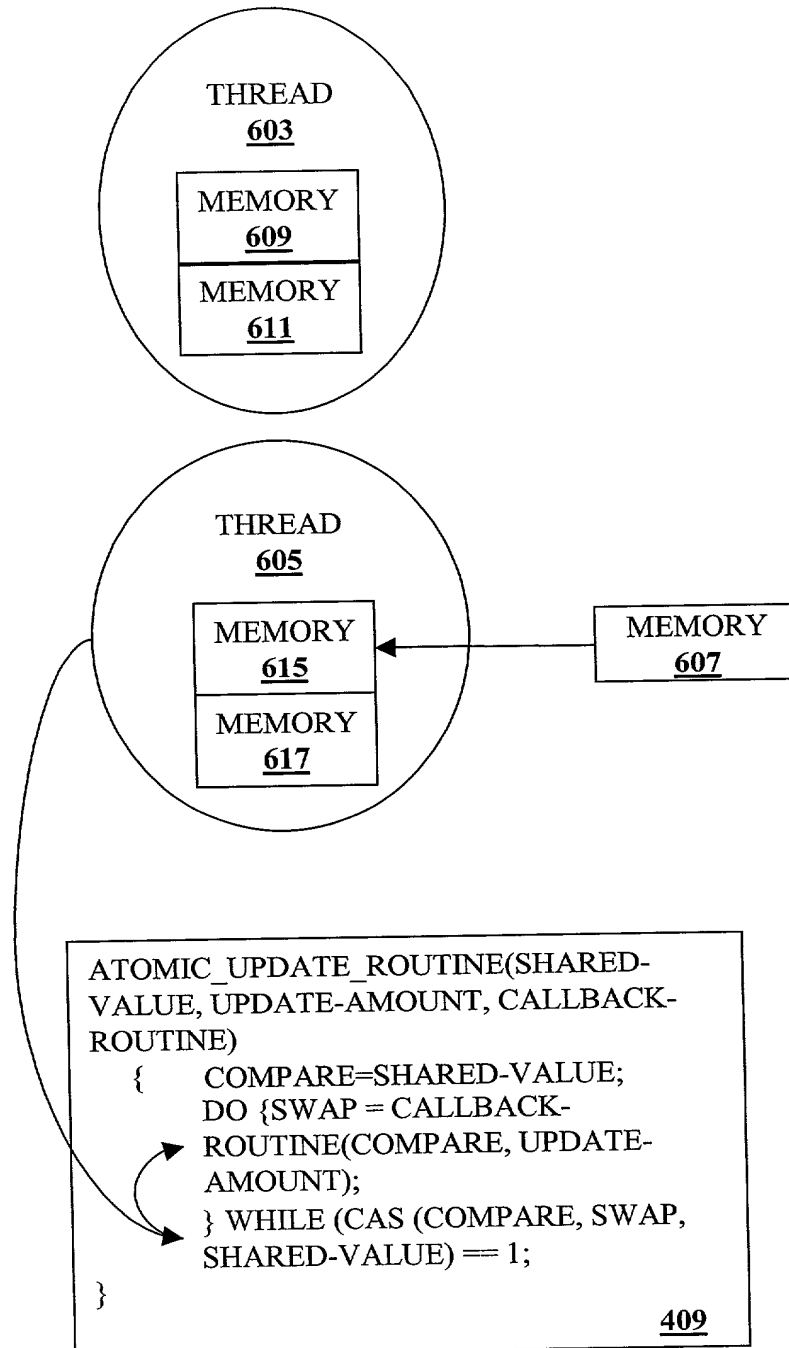 THREAD
603
MEMORY
609
MEMORY
611
THREAD
605
MEMORY
615
MEMORY
617
MEMORY
607
ATOMIC_UPDATE_ROUTINE(SHARED-
VALUE, UPDATE-AMOUNT, CALLBACK-
ROUTINE)
{ COMPARE=SHARED-VALUE;
DO {SWAP = CALLBACK-
ROUTINE(COMPARE, UPDATE-
AMOUNT);
} WHILE (CAS (COMPARE, SWAP,
SHARED-VALUE) == 1;
}
409